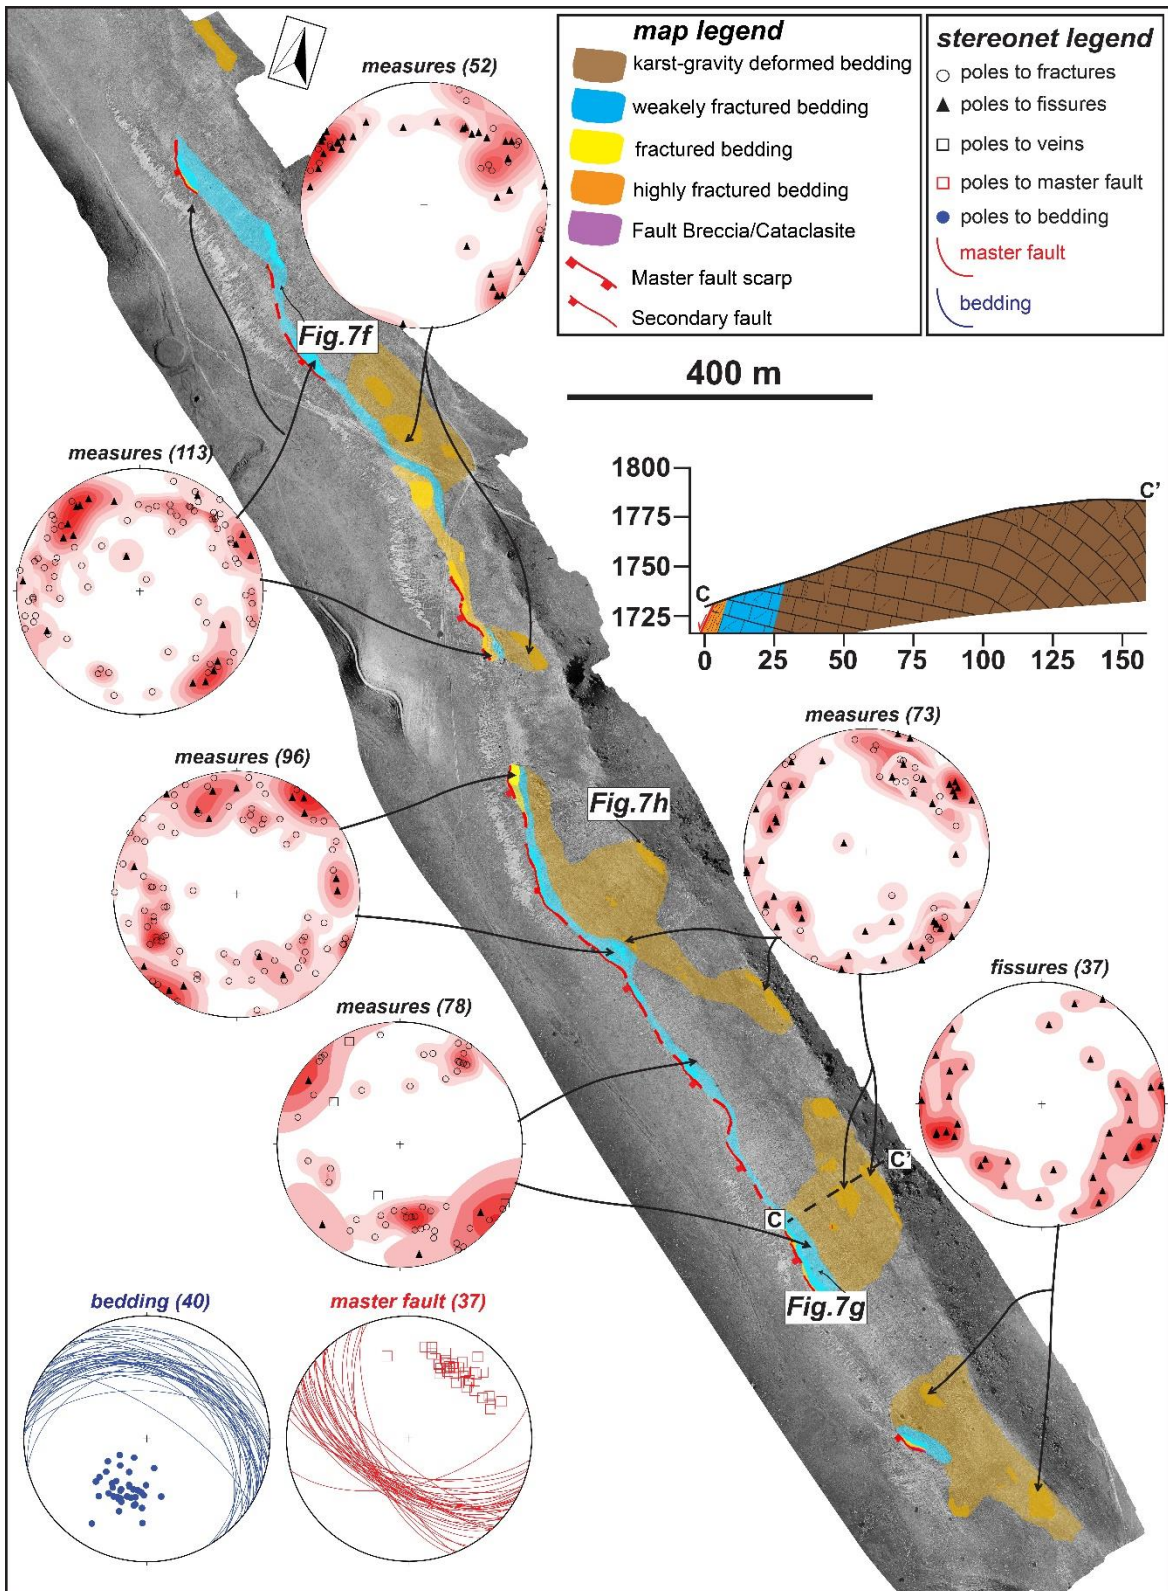 map legend
karst-gravity deformed bedding
weakly fractured bedding
fractured bedding
highly fractured bedding
Fault Breccia/Cataclasite
Master fault scarp
Secondary fault
stereonet legend
poles to fractures
poles to fissures
poles to veins
poles to master fault
poles to bedding
master fault
bedding
measures (52)
Fig.7f
400 m
measures (113)
1800
1775
1750
1725
C
C'
0 25 50 75 100 125 150
measures (73)
measures (96)
Fig.7h
fissures (37)
measures (78)
C'
C
Fig.7g
bedding (40)
master fault (37)